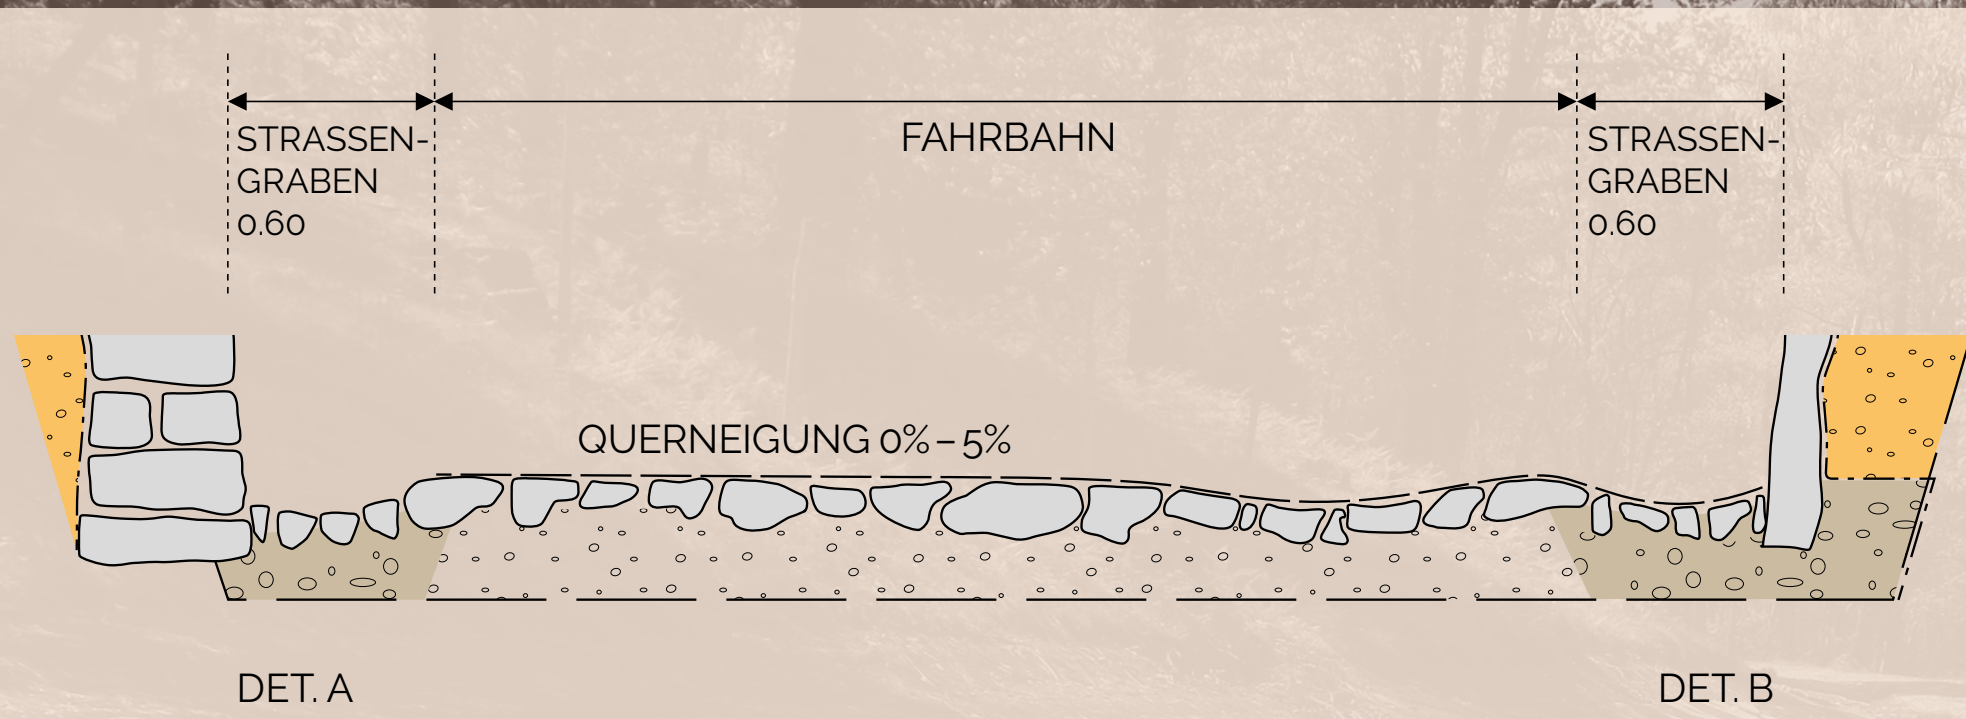 STRASSEN-
GRABEN
0.60
FAHRBAHN
STRASSEN-
GRABEN
0.60
QUERNEIGUNG 0% – 5%
DET. A
DET. B